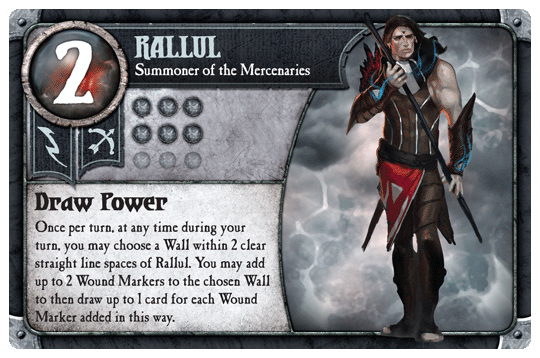 2
RALLUL
Summoner of the Mercenaries
Draw Power
Once per turn, at any time during your
turn, you may choose a Wall within 2 clear
straight line spaces of Rallul. You may add
up to 2 Wound Markers to the chosen Wall
to then draw up to 1 card for each Wound
Marker added in this way.